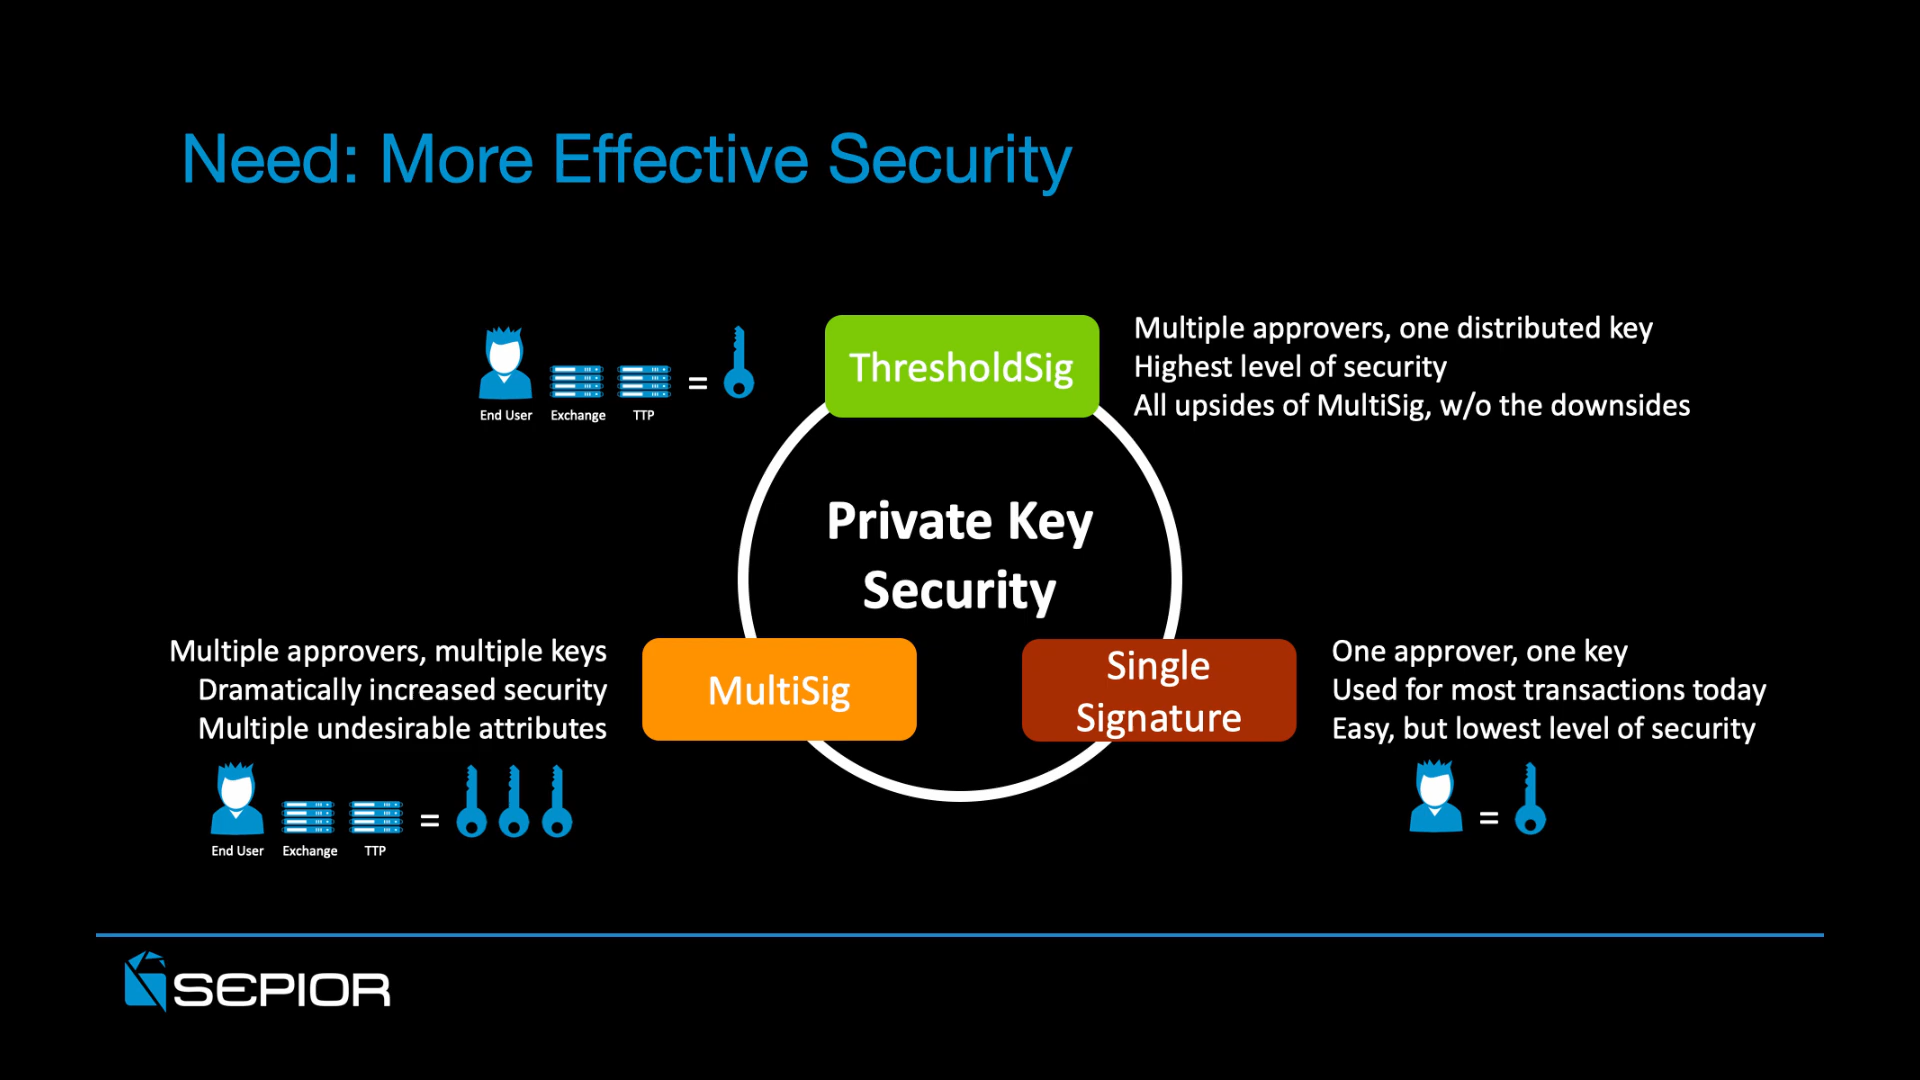 Need: More Effective Security
End User
Exchange
TTP
=
ThresholdSig
Multiple approvers, one distributed key
Highest level of security
All upsides of MultiSig, w/o the downsides
Private Key
Security
Multiple approvers, multiple keys
Dramatically increased security
Multiple undesirable attributes
End User
Exchange
TTP
=
MultiSig
Single
Signature
One approver, one key
Used for most transactions today
Easy, but lowest level of security
=
SEPIOR